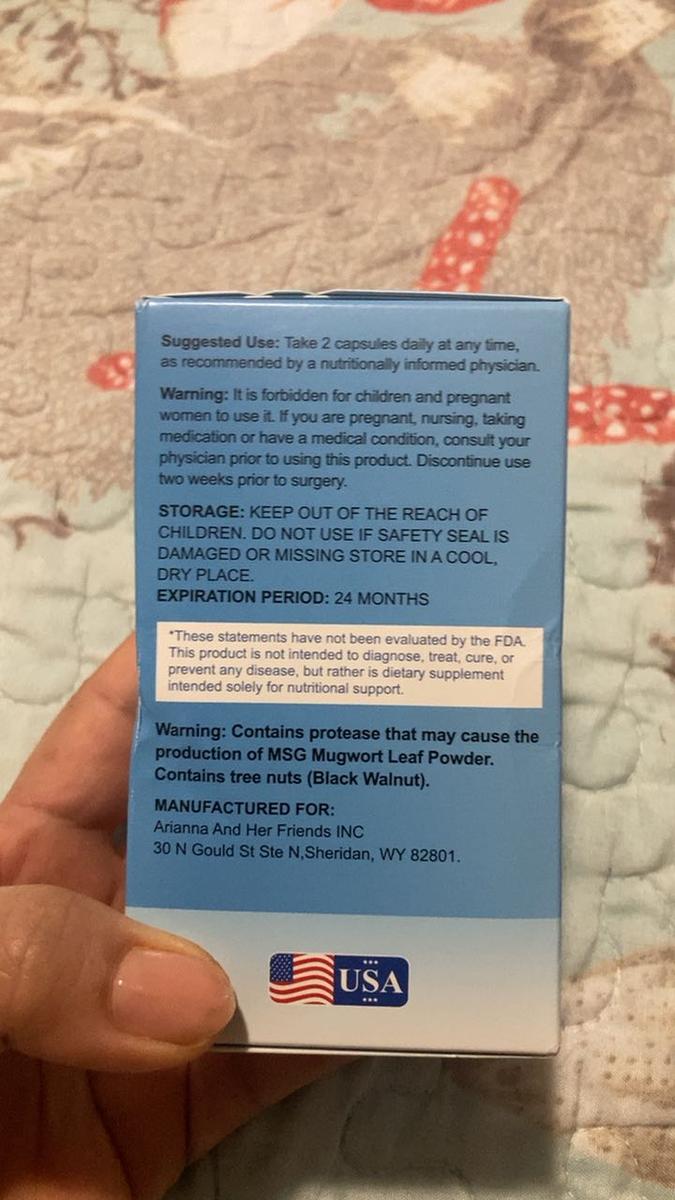 Suggested Use: Take 2 capsules daily at any time,
as recommended by a nutritionally informed physician.
Warning: It is forbidden for children and pregnant
women to use it. If you are pregnant, nursing, taking
medication or have a medical condition, consult your
physician prior to using this product. Discontinue use
two weeks prior to surgery.
STORAGE: KEEP OUT OF THE REACH OF
CHILDREN. DO NOT USE IF SAFETY SEAL IS
DAMAGED OR MISSING STORE IN A COOL,
DRY PLACE.
EXPIRATION PERIOD: 24 MONTHS
*These statements have not been evaluated by the FDA.
This product is not intended to diagnose, treat, cure, or
prevent any disease, but rather is dietary supplement
intended solely for nutritional support.
Warning: Contains protease that may cause the
production of MSG Mugwort Leaf Powder.
Contains tree nuts (Black Walnut).
MANUFACTURED FOR:
Arianna And Her Friends INC
30 N Gould St Ste N,Sheridan, WY 82801.
USA